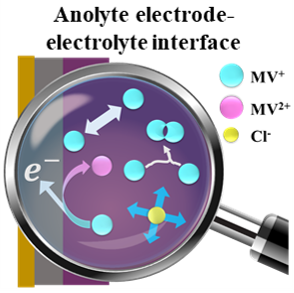 Anolyte electrode-
electrolyte interface
MV⁺
MV²⁺
Cl⁻
e⁻